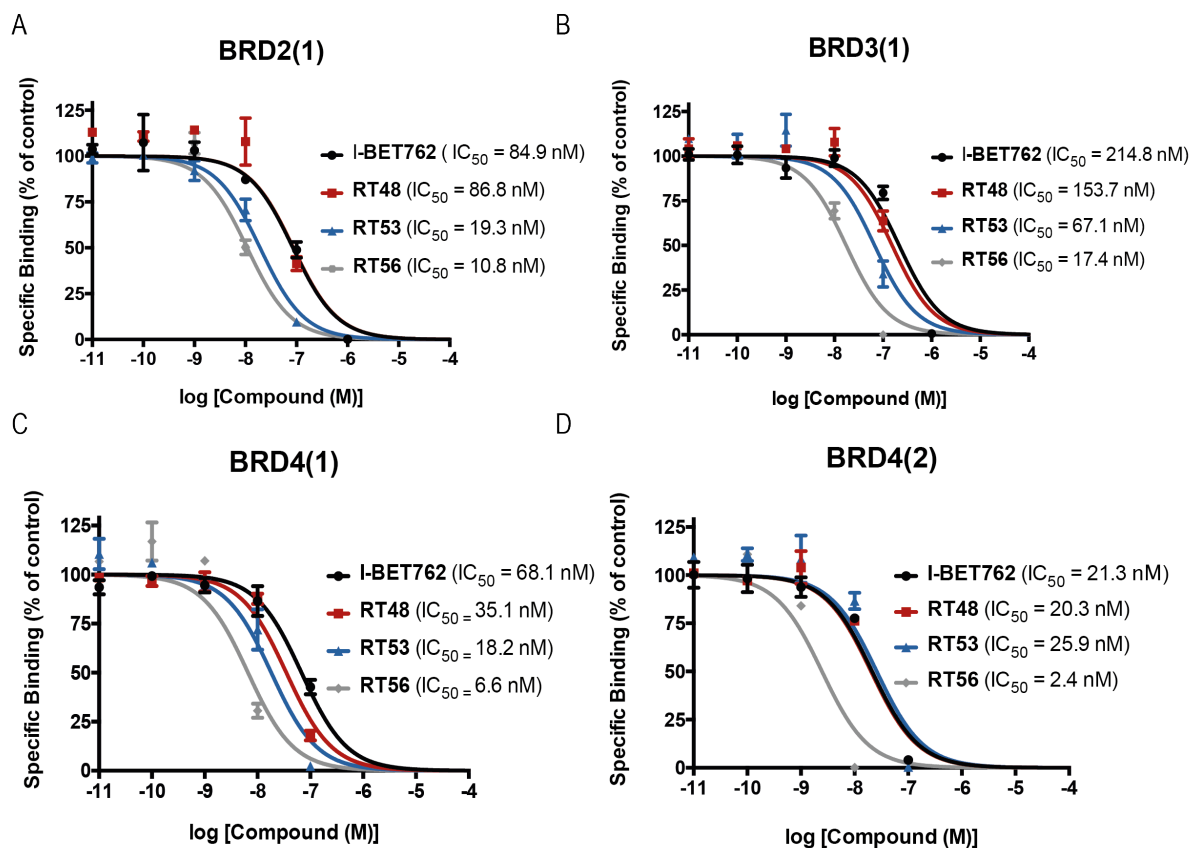 A
BRD2(1)
Specific Binding (% of control)
125
100
75
50
25
0
-11 -10 -9 -8 -7 -6 -5 -4
log [Compound (M)]
I-BET762 ( IC50 = 84.9 nM)
RT48 (IC50 = 86.8 nM)
RT53 (IC50 = 19.3 nM)
RT56 (IC50 = 10.8 nM)
B
BRD3(1)
Specific Binding (% of control)
125
100
75
50
25
0
-11 -10 -9 -8 -7 -6 -5 -4
log [Compound (M)]
I-BET762 (IC50 = 214.8 nM)
RT48 (IC50 = 153.7 nM)
RT53 (IC50 = 67.1 nM)
RT56 (IC50 = 17.4 nM)
C
BRD4(1)
Specific Binding (% of control)
125
100
75
50
25
0
-11 -10 -9 -8 -7 -6 -5 -4
log [Compound (M)]
I-BET762 (IC50 = 68.1 nM)
RT48 (IC50 = 35.1 nM)
RT53 (IC50 = 18.2 nM)
RT56 (IC50 = 6.6 nM)
D
BRD4(2)
Specific Binding (% of control)
125
100
75
50
25
0
-11 -10 -9 -8 -7 -6 -5 -4
log [Compound (M)]
I-BET762 (IC50 = 21.3 nM)
RT48 (IC50 = 20.3 nM)
RT53 (IC50 = 25.9 nM)
RT56 (IC50 = 2.4 nM)